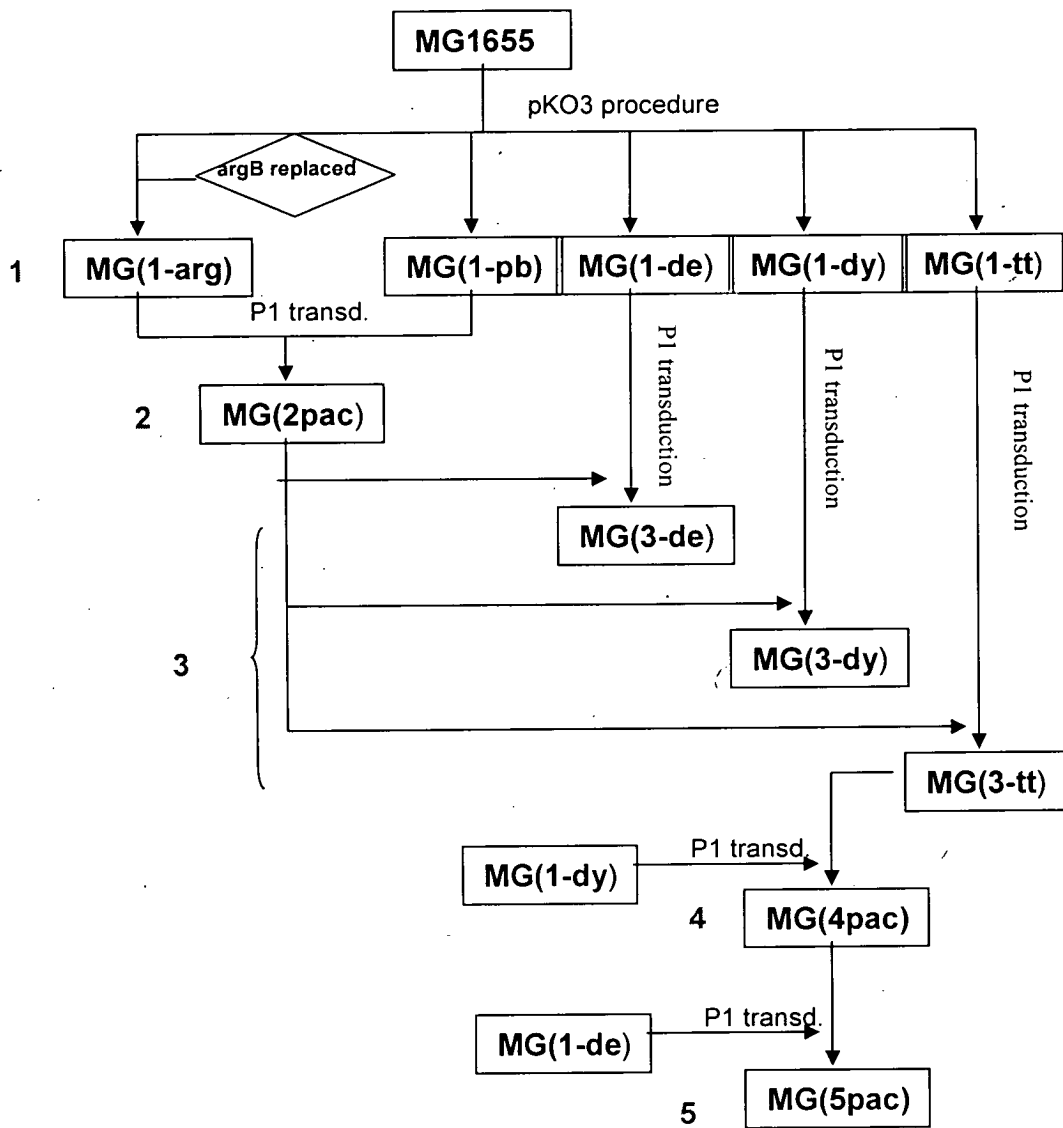 MG1655
pKO3 procedure
argB replaced
1
MG(1-arg)
MG(1-pb)
MG(1-de)
MG(1-dy)
MG(1-tt)
P1 transd.
P1 transduction
P1 transduction
P1 transduction
2
MG(2pac)
MG(3-de)
3
MG(3-dy)
MG(3-tt)
MG(1-dy)
P1 transd.
4
MG(4pac)
MG(1-de)
P1 transd.
5
MG(5pac)